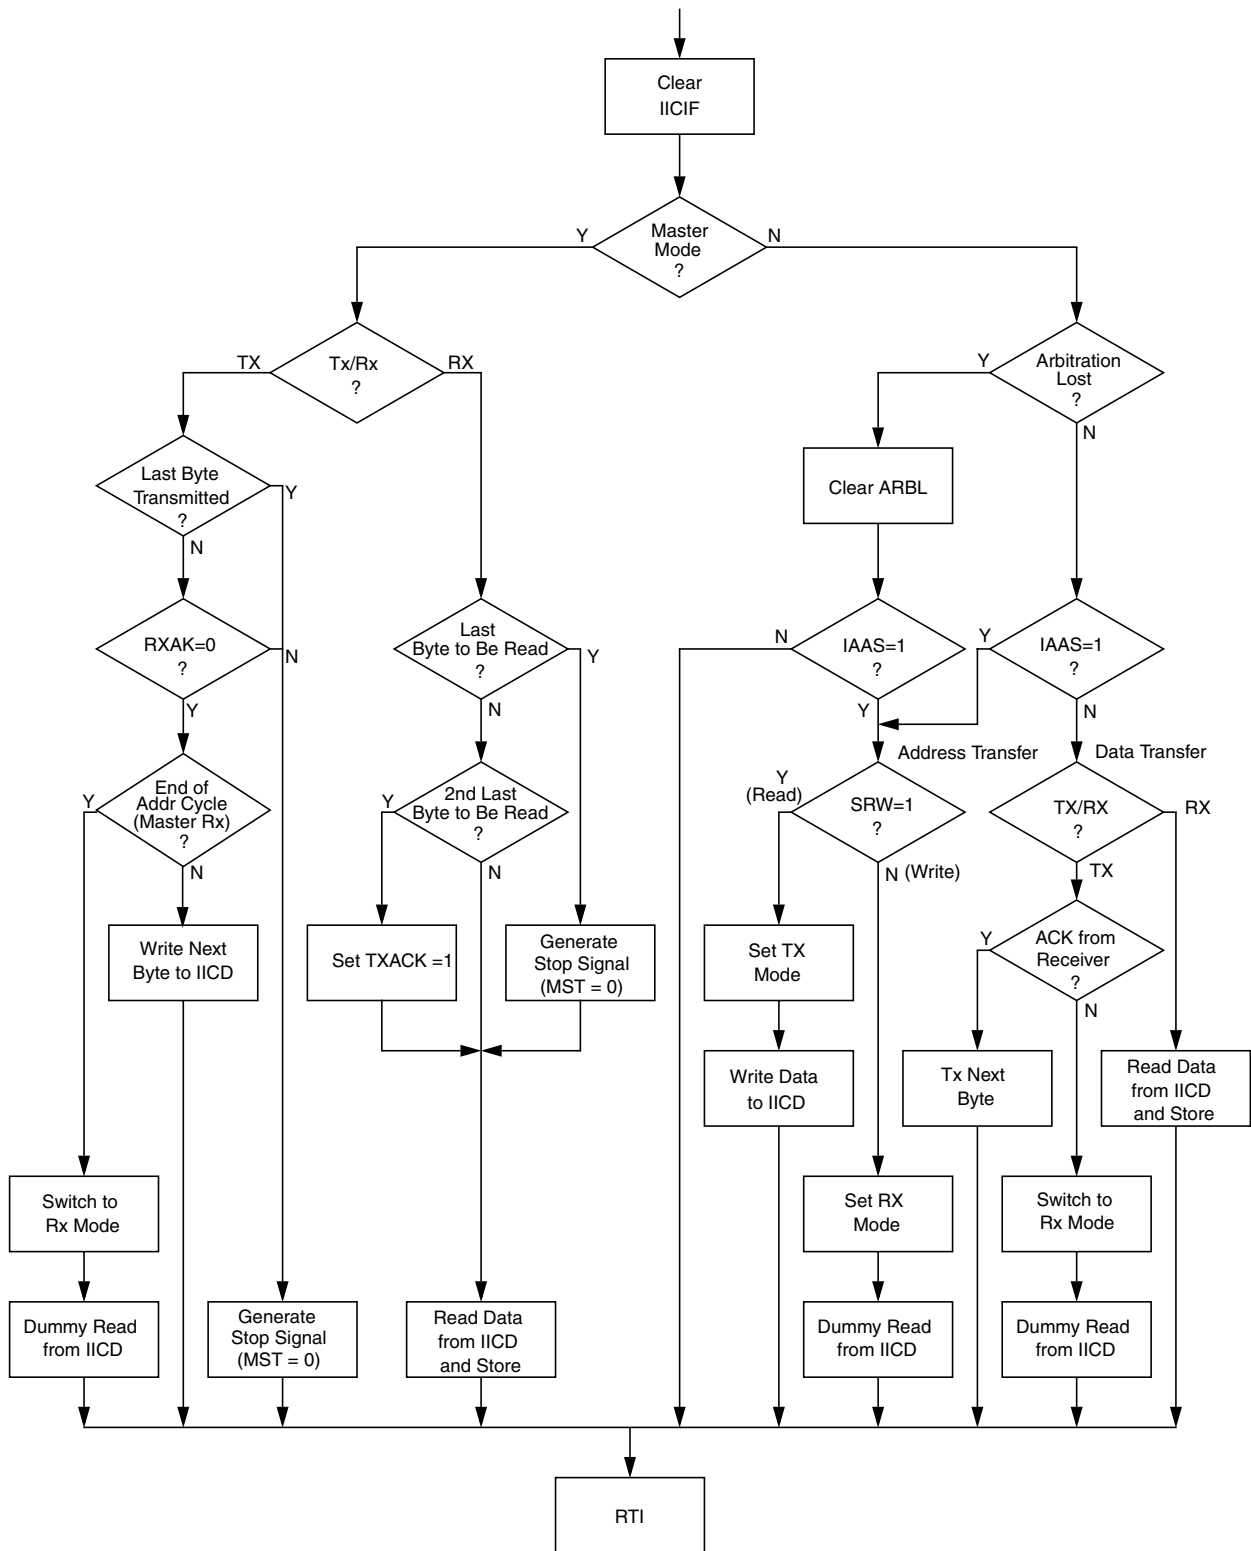 Clear
IICIF
Master
Mode
?
Y
N
Tx/Rx
?
TX
RX
Arbitration
Lost
?
Y
N
Last Byte
Transmitted
?
Y
N
Clear ARBL
RXAK=0
?
N
Y
Last
Byte to Be Read
?
Y
N
IAAS=1
?
N
Y
IAAS=1
?
Y
N
Address Transfer
Data Transfer
End of
Addr Cycle
(Master Rx)
?
Y
N
2nd Last
Byte to Be Read
?
Y
N
Y
(Read)
SRW=1
?
N (Write)
TX/RX
?
RX
TX
Write Next
Byte to IICD
Set TXACK =1
Generate
Stop Signal
(MST = 0)
Set TX
Mode
ACK from
Receiver
?
Y
N
Write Data
to IICD
Tx Next
Byte
Read Data
from IICD
and Store
Switch to
Rx Mode
Set RX
Mode
Switch to
Rx Mode
Dummy Read
from IICD
Generate
Stop Signal
(MST = 0)
Read Data
from IICD
and Store
Dummy Read
from IICD
Dummy Read
from IICD
RTI